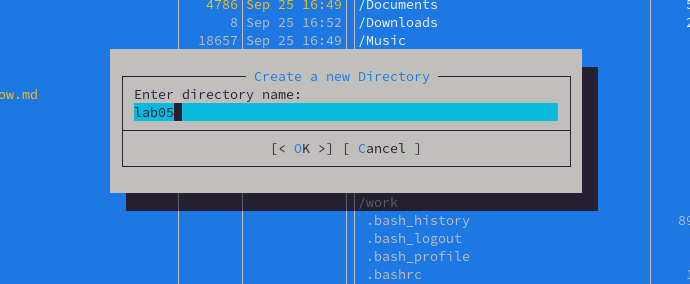 4786 Sep 25 16:49 /Documents
8 Sep 25 16:52 /Downloads
18657 Sep 25 16:49 /Music
Create a new Directory
ow.md
Enter directory name:
lab05
[< OK >] [ Cancel ]
/work
.bash_history 89
.bash_logout
.bash_profile
.bashrc